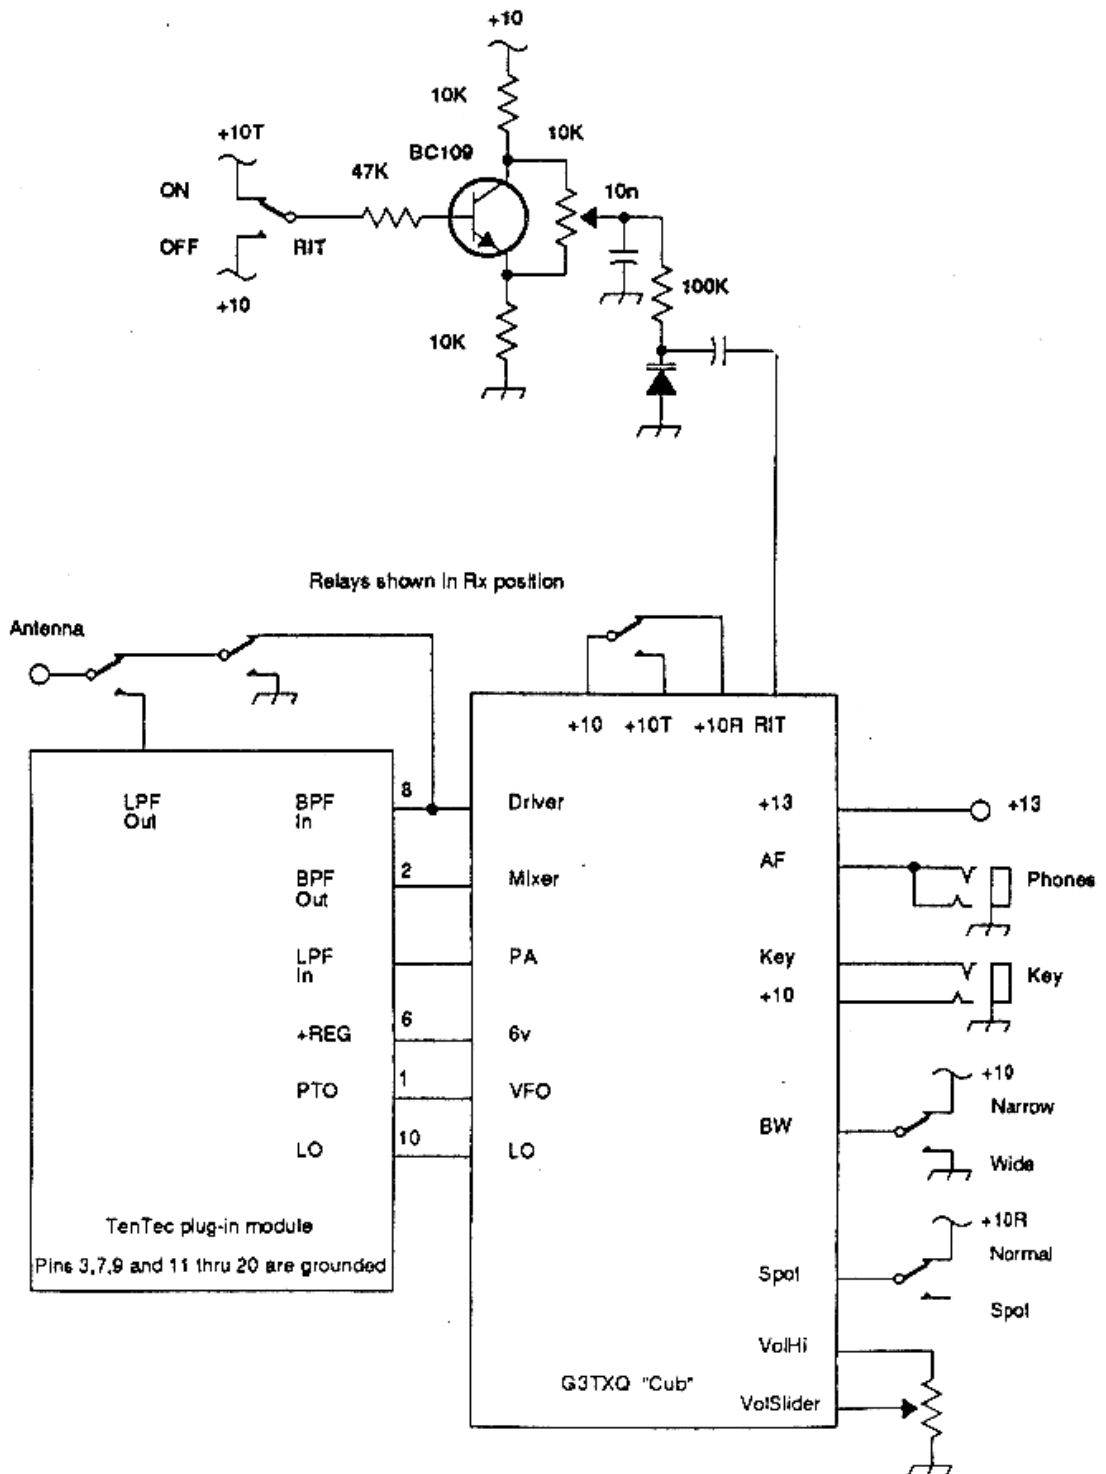 +10
10K
+10T
BC109
10K
47K
ON
10n
OFF
RIT
100K
+10
10K
Relays shown in Rx position
Antenna
+10 +10T +10R RIT
LPF
Out
BPF
In
8
Driver
+13
+13
BPF
Out
2
Mixer
AF
Phones
LPF
In
PA
Key
+10
Key
+REG
6
6v
PTO
1
VFO
+10
Narrow
BW
Wide
LO
10
LO
TenTec plug-in module
Pins 3,7,9 and 11 thru 20 are grounded
+10R
Normal
Spot
Spot
VolHi
G3TXQ "Cub"
VolSlider